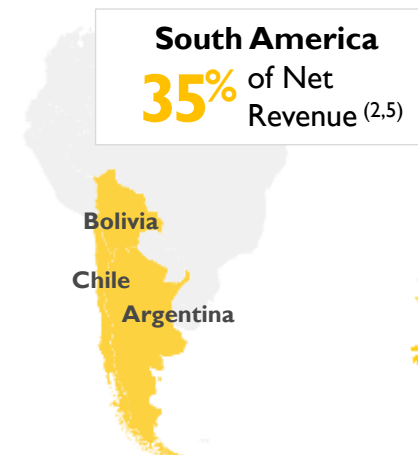 South America
35% of Net
Revenue (2,5)
Bolivia
Chile
Argentina